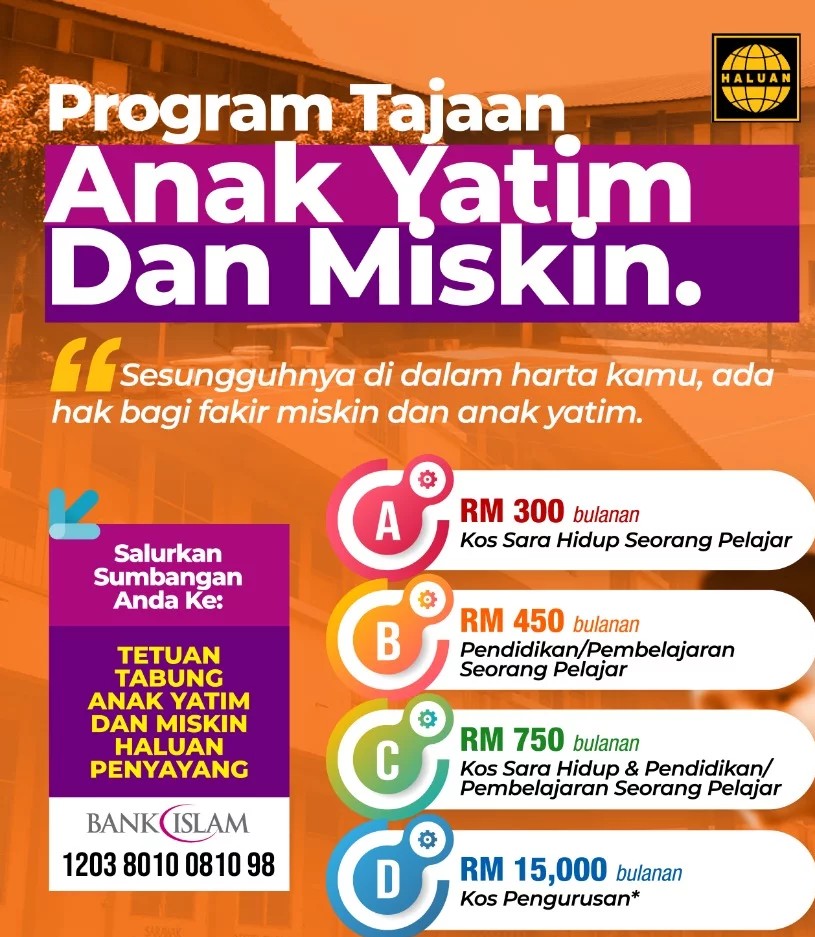 HALUAN
Program Tajaan
Anak Yatim
Dan Miskin.
“Sesungguhnya di dalam harta kamu, ada
hak bagi fakir miskin dan anak yatim.
Salurkan
Sumbangan
Anda Ke:
TETUAN
TABUNG
ANAK YATIM
DAN MISKIN
HALUAN
PENYAYANG
BANK ISLAM
1203 8010 0810 98
A
RM 300 bulanan
Kos Sara Hidup Seorang Pelajar
B
RM 450 bulanan
Pendidikan/Pembelajaran
Seorang Pelajar
C
RM 750 bulanan
Kos Sara Hidup & Pendidikan/
Pembelajaran Seorang Pelajar
D
RM 15,000 bulanan
Kos Pengurusan*